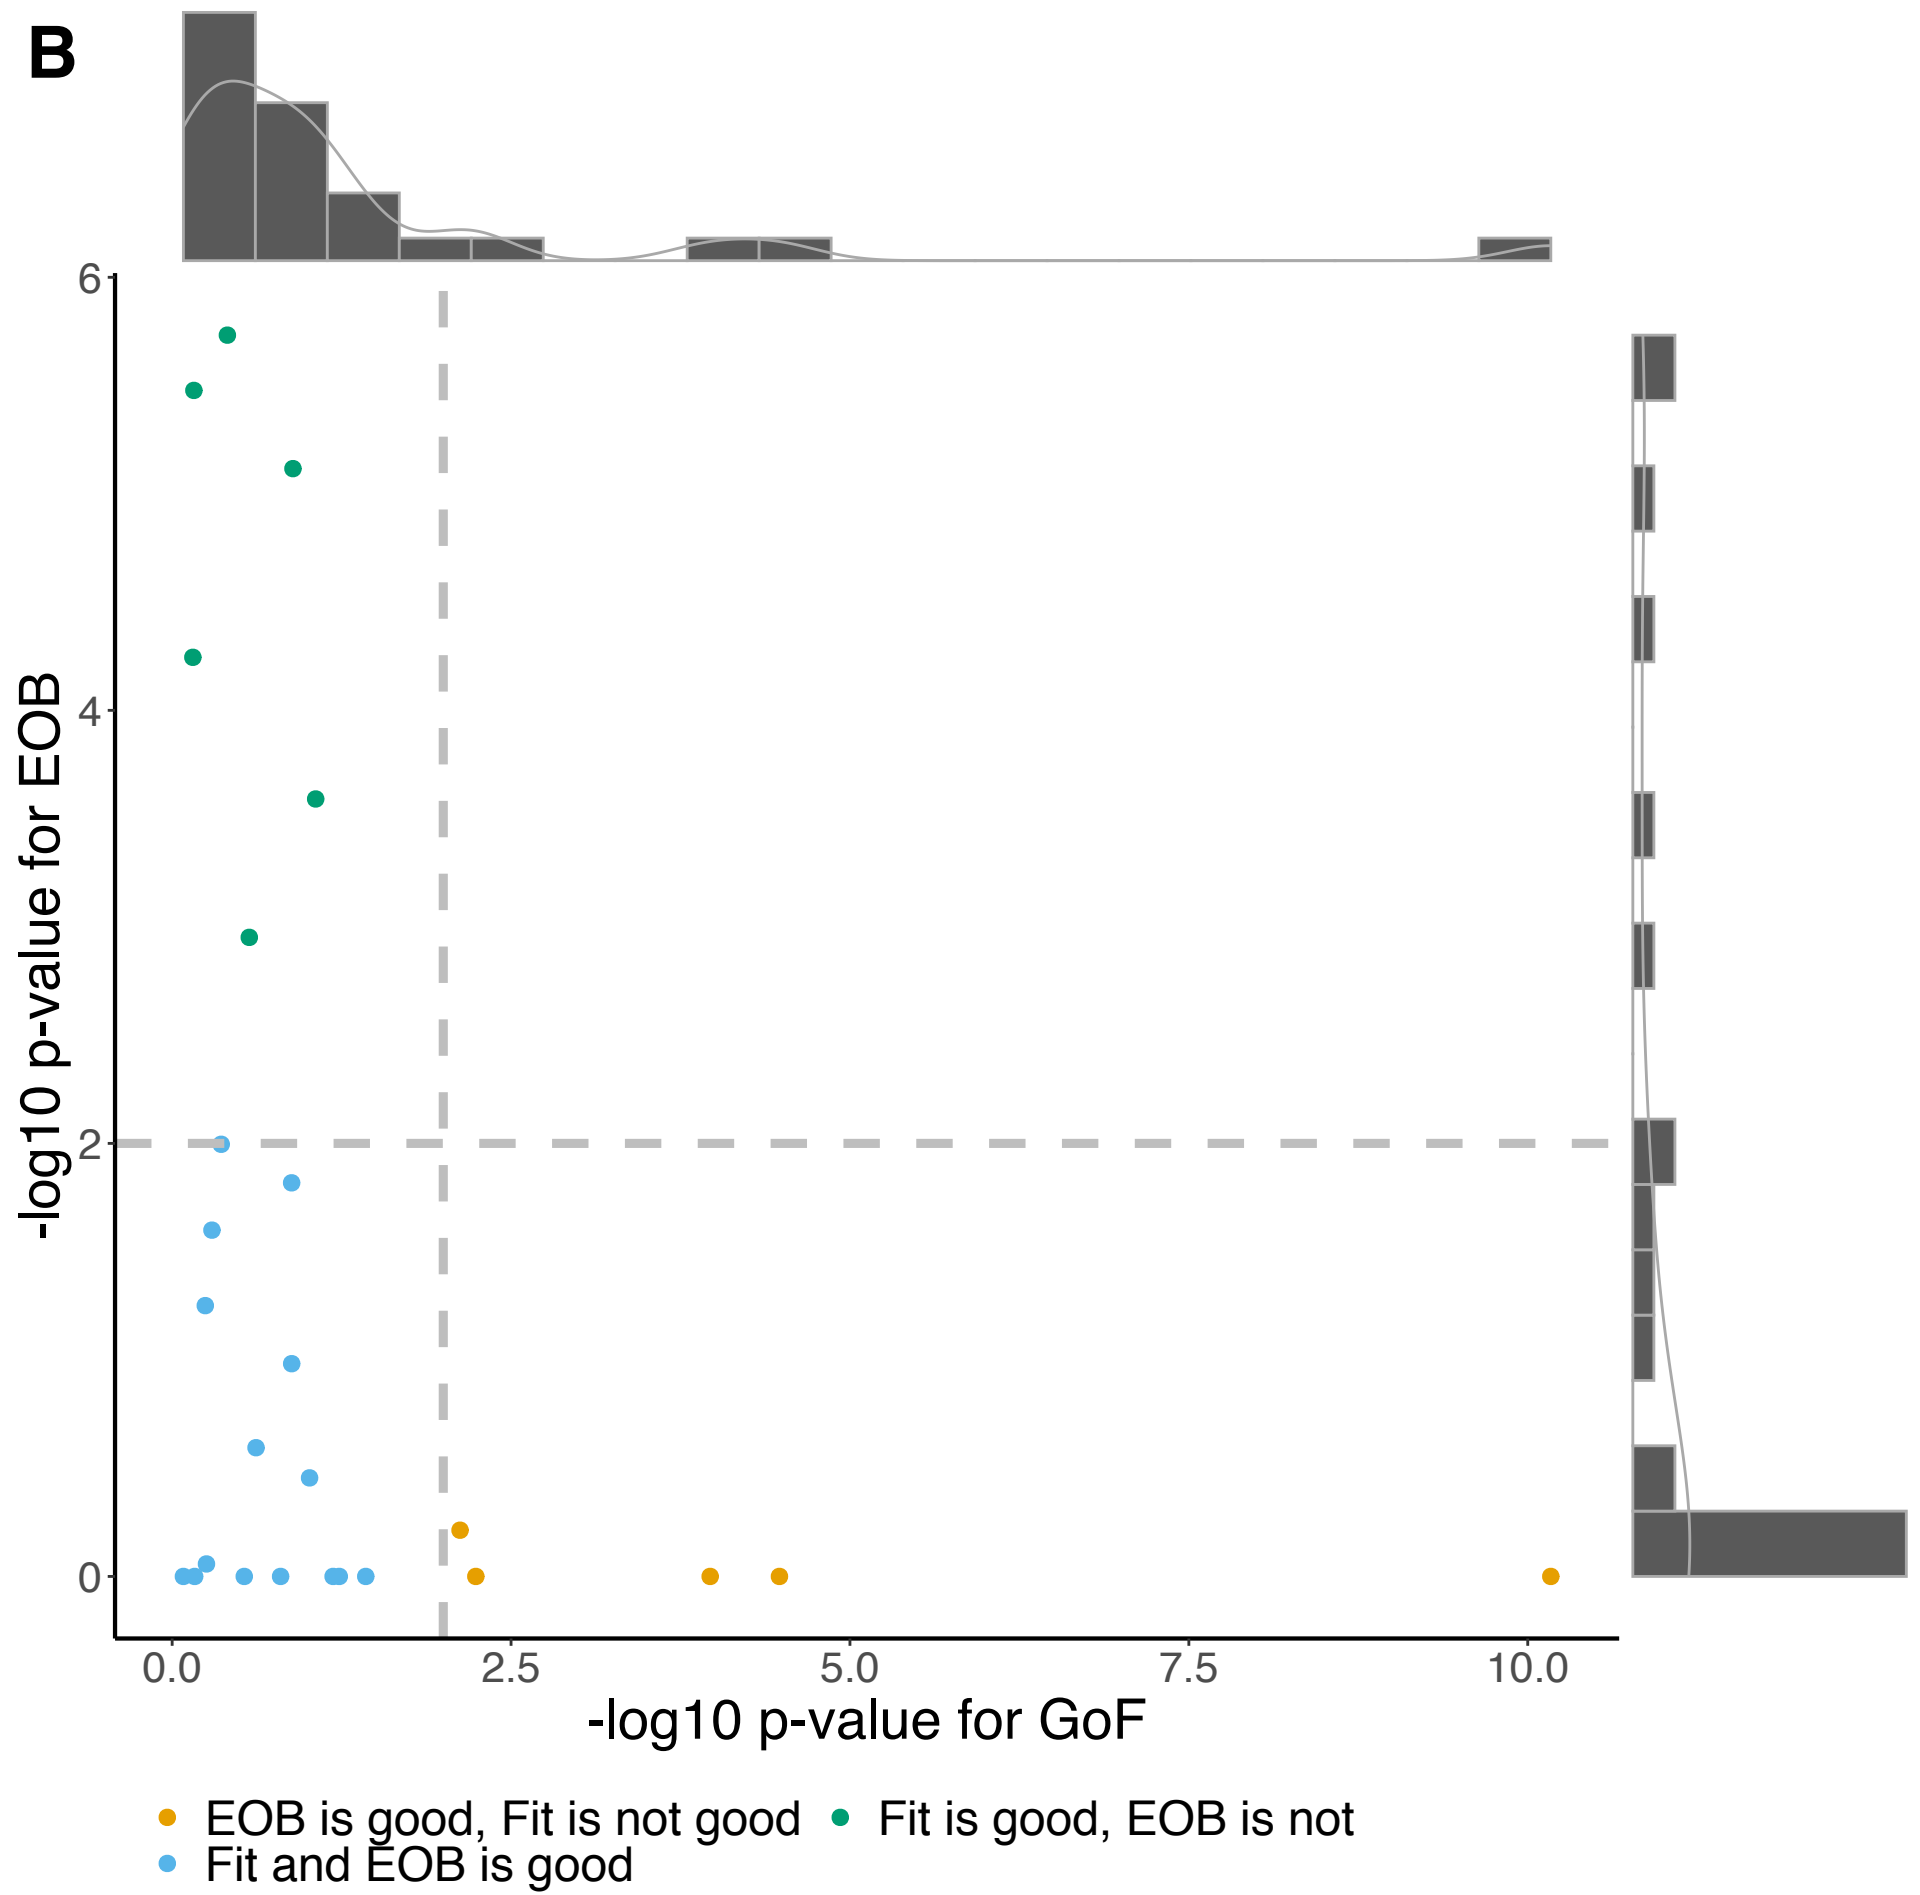 B
6
4
2
0
-log10 p-value for EOB
0.0 2.5 5.0 7.5 10.0
-log10 p-value for GoF
EOB is good, Fit is not good Fit is good, EOB is not
Fit and EOB is good